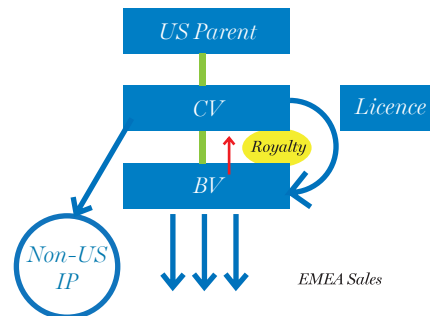 US Parent
CV
Licence
Royalty
BV
Non-US
IP
EMEA Sales